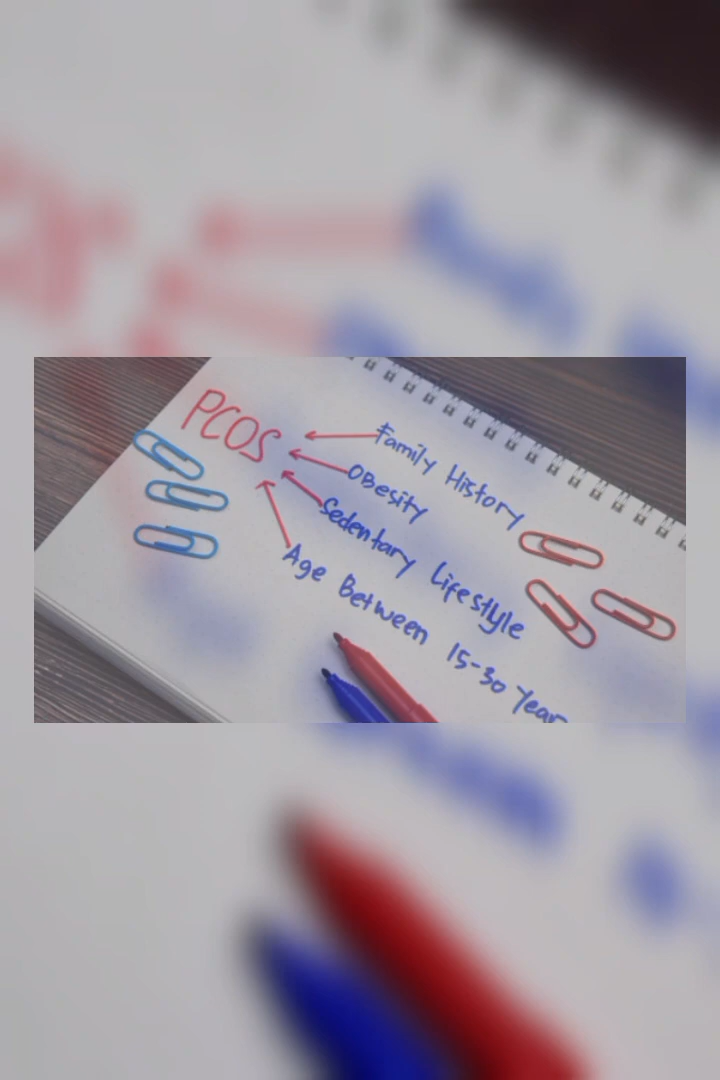 PCOS
Family History
Obesity
Sedentary Lifestyle
Age Between 15-30 Year